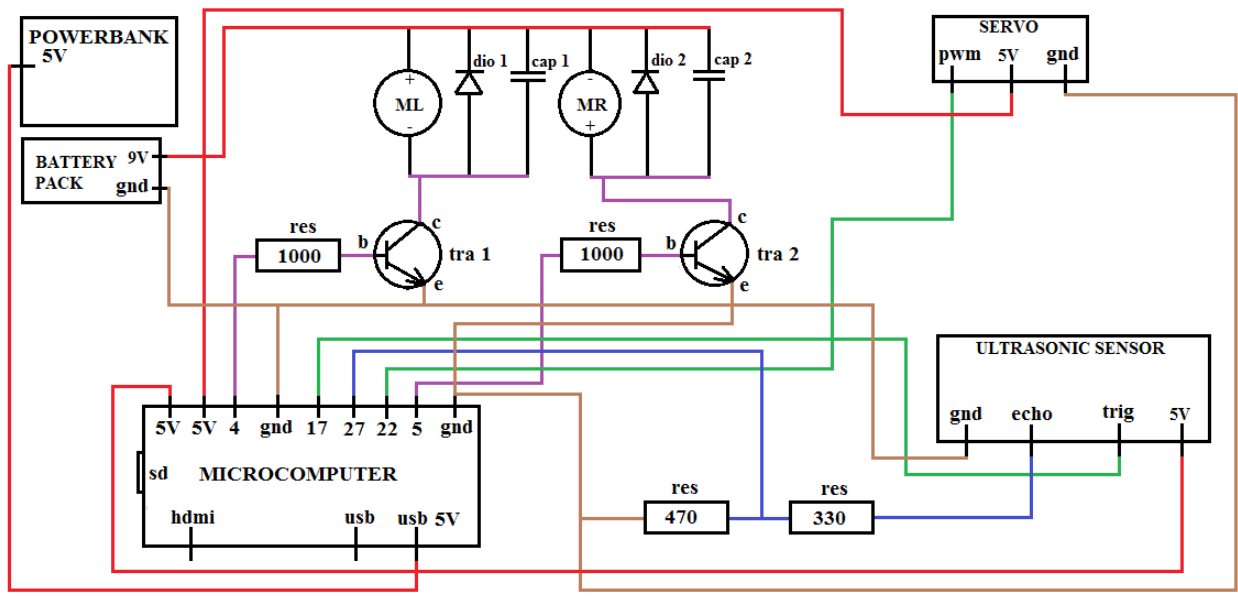 POWERBANK
5V
BATTERY
PACK
9V
gnd
+
ML
-
dio 1
cap 1
-
MR
+
dio 2
cap 2
SERVO
pwm
5V
gnd
res
1000
b
c
e
tra 1
res
1000
b
c
e
tra 2
ULTRASONIC SENSOR
gnd
echo
trig
5V
5V
5V
4
gnd
17
27
22
5
gnd
sd
MICROCOMPUTER
hdmi
usb
usb 5V
res
470
res
330